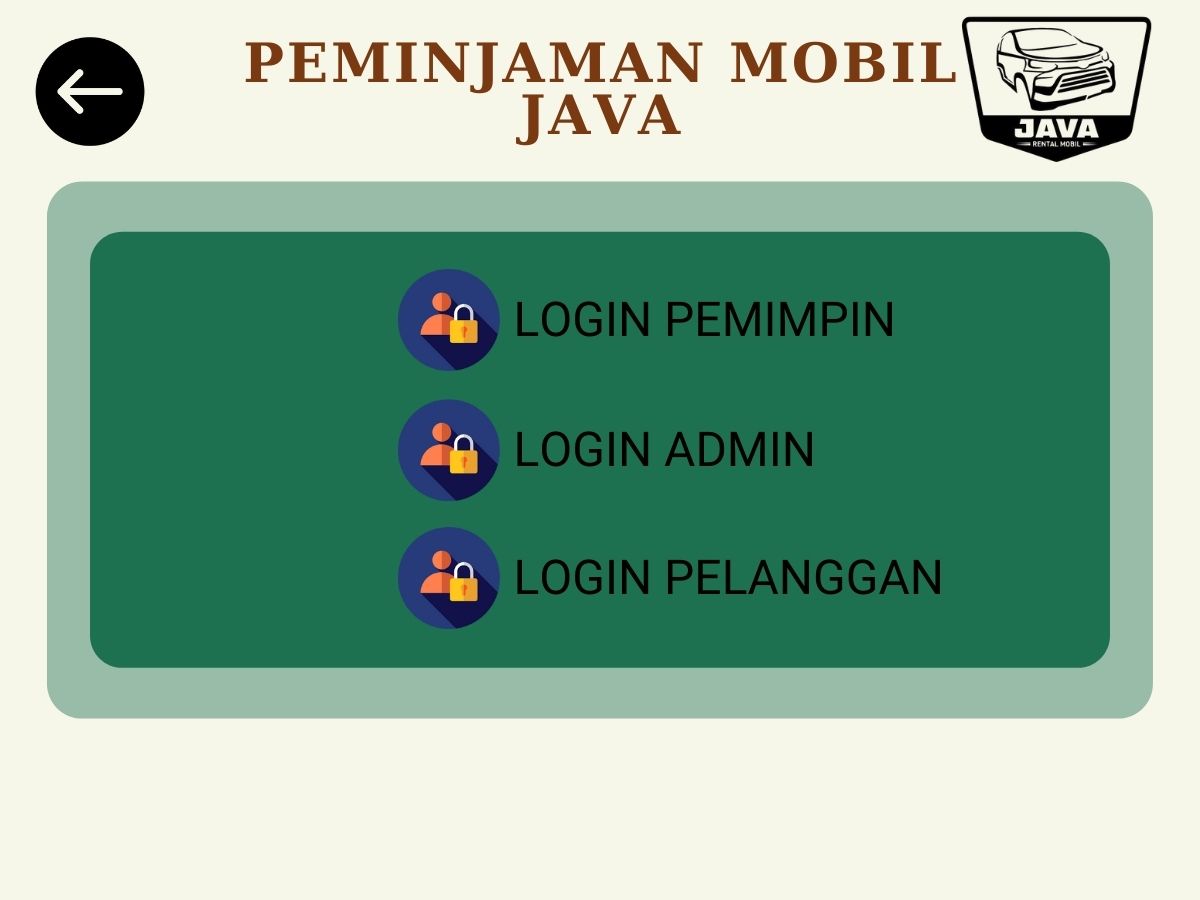 PEMINJAMAN MOBIL
JAVA
JAVA
RENTAL MOBIL
LOGIN PEMIMPIN
LOGIN ADMIN
LOGIN PELANGGAN